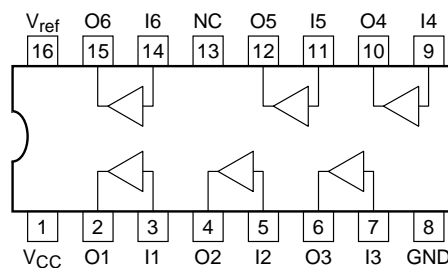 Vref O6 I6 NC O5 I5 O4 I4
16 15 14 13 12 11 10 9
1 2 3 4 5 6 7 8
VCC O1 I1 O2 I2 O3 I3 GND